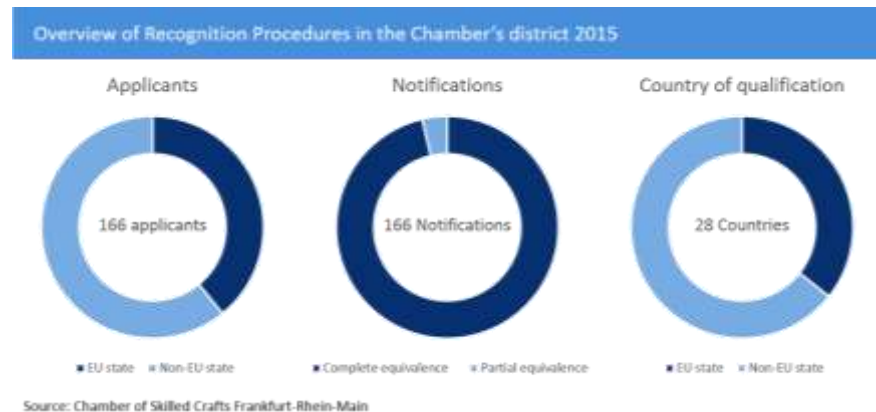 Overview of Recognition Procedures in the Chamber's district 2015
Applicants
Notifications
Country of qualification
166 applicants
166 Notifications
28 Countries
EU state Non-EU state
Complete equivalence Partial equivalence
EU state Non-EU state
Source: Chamber of Skilled Crafts Frankfurt-Rhein-Main